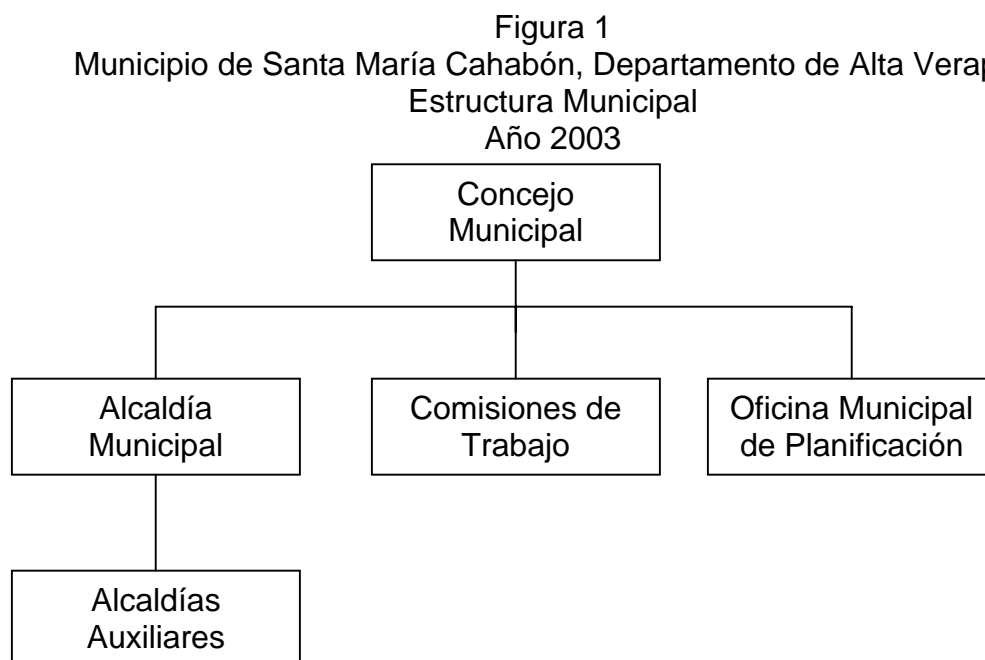 Figura 1
Municipio de Santa María Cahabón, Departamento de Alta Verap
Estructura Municipal
Año 2003
Concejo
Municipal
Alcaldía
Municipal
Comisiones de
Trabajo
Oficina Municipal
de Planificación
Alcaldías
Auxiliares